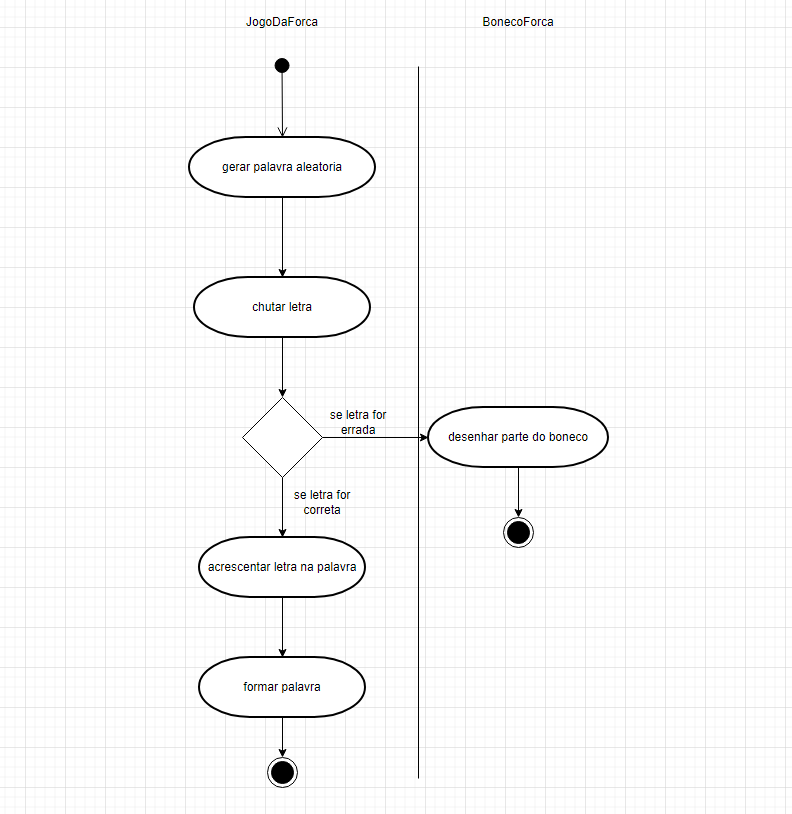 JogoDaForca
BonecoForca
gerar palavra aleatoria
chutar letra
se letra for
errada
desenhar parte do boneco
se letra for
correta
acrescentar letra na palavra
formar palavra